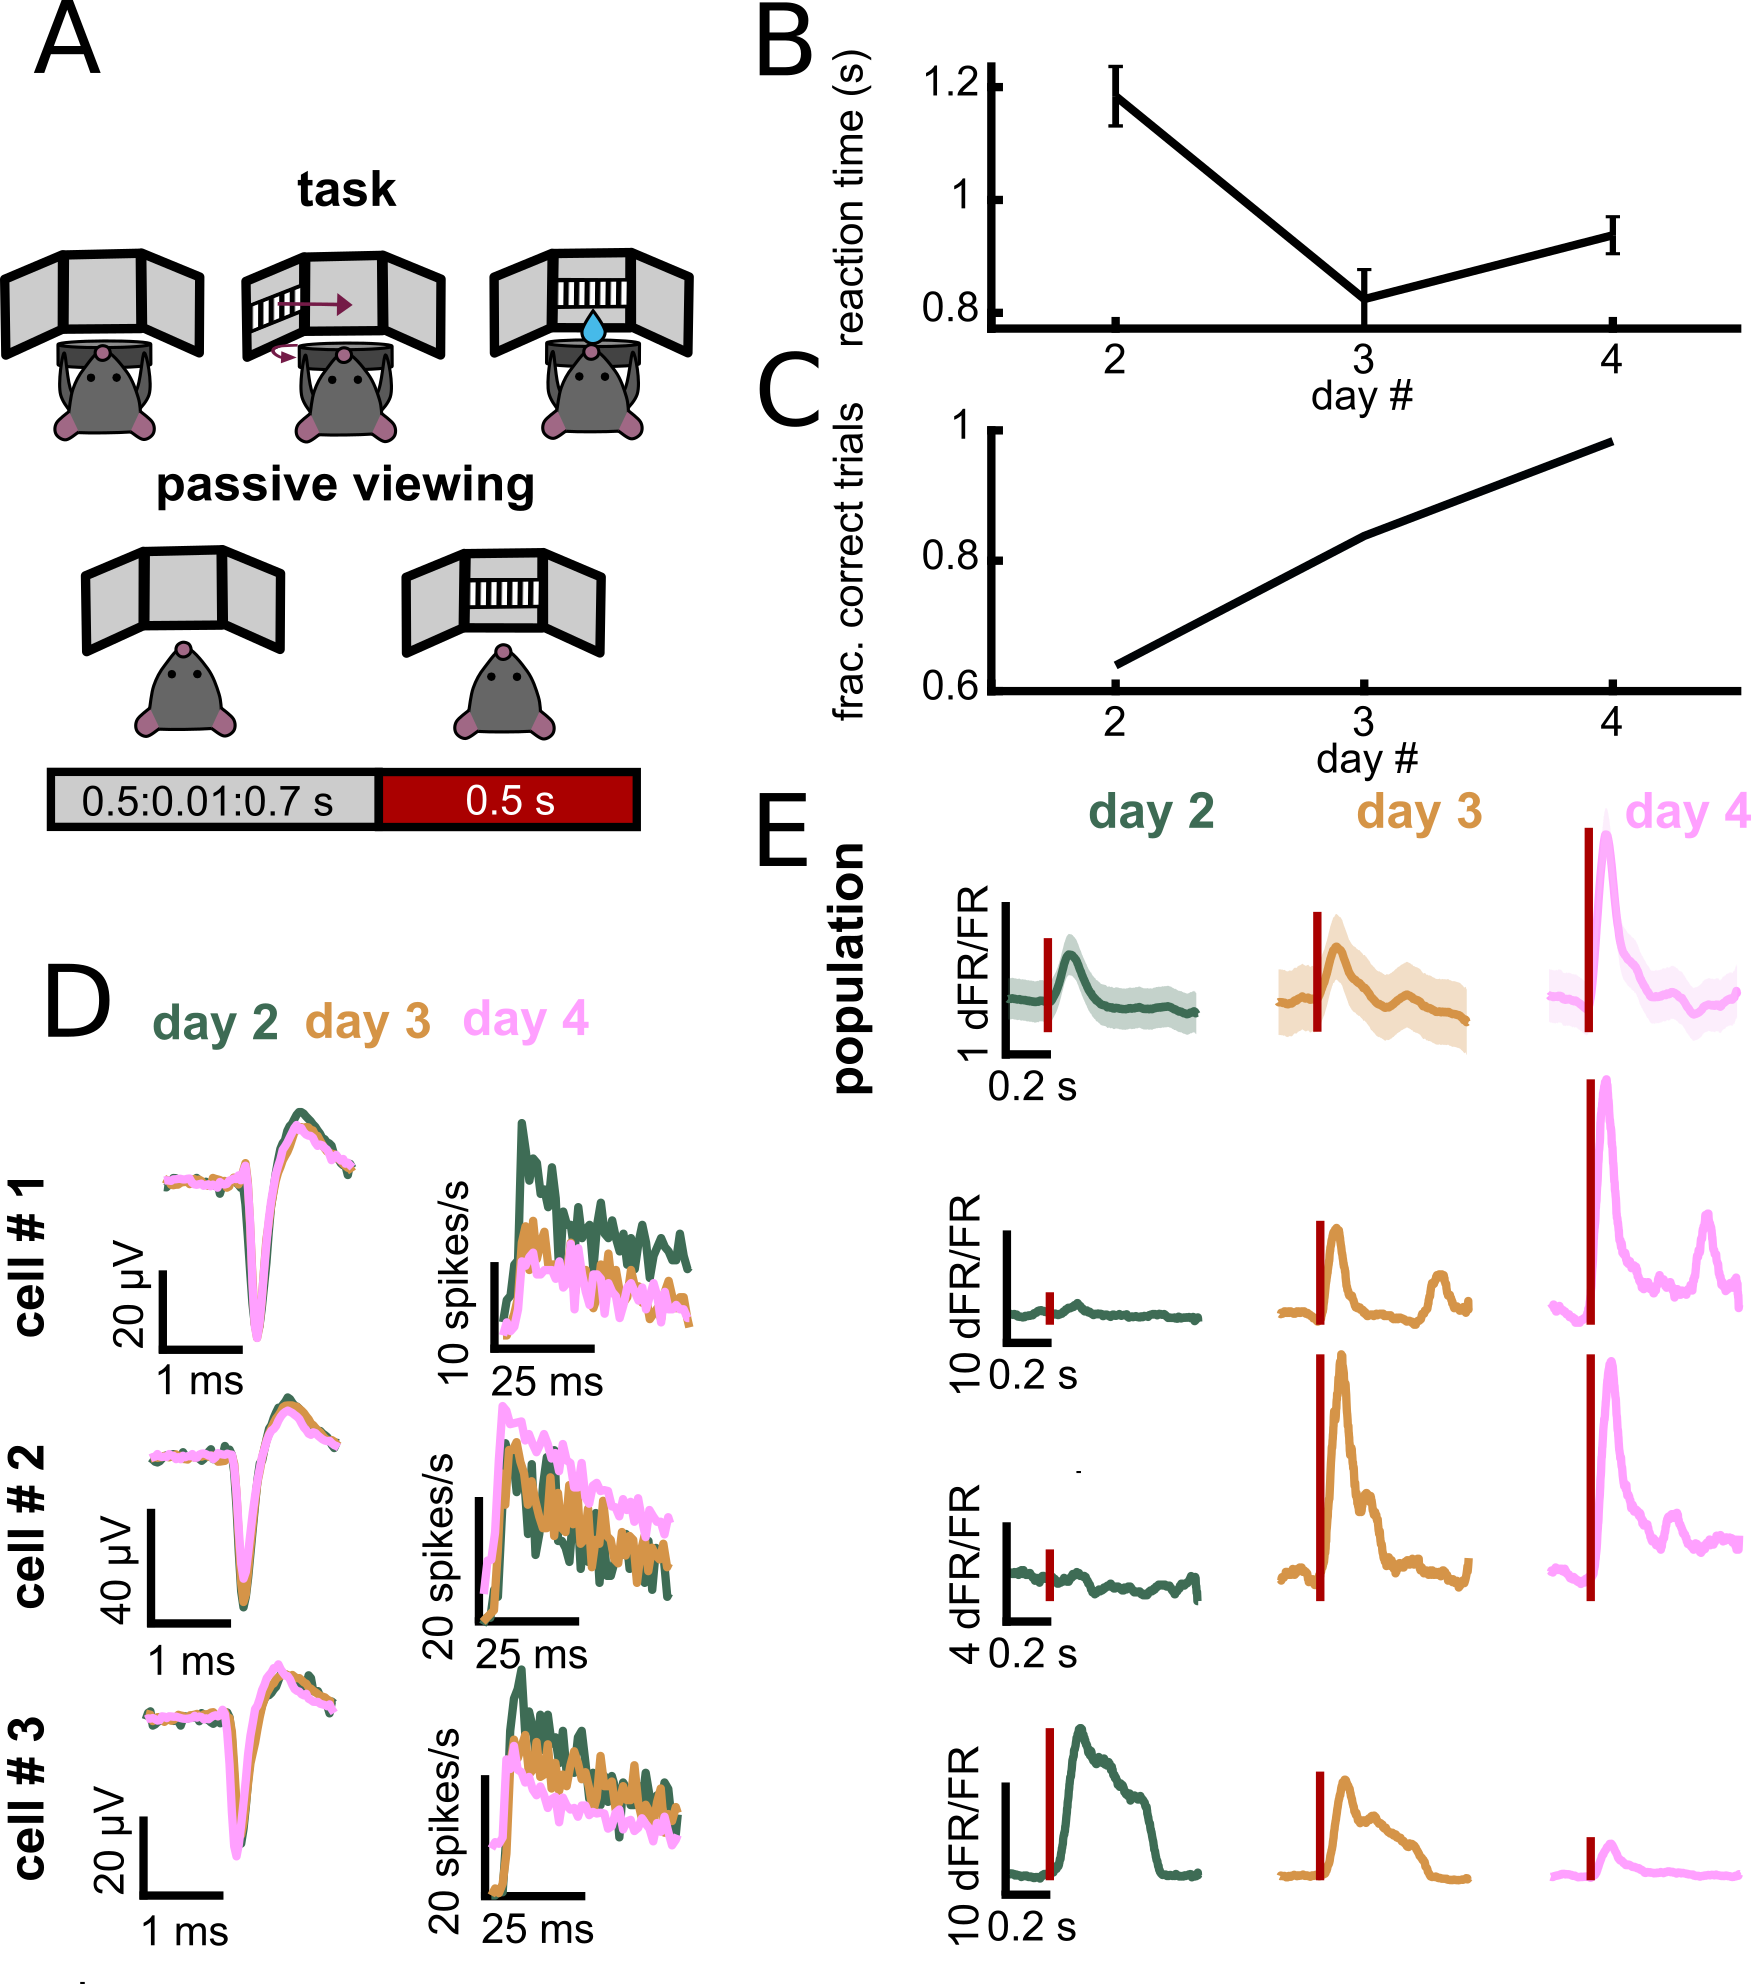 A
task
passive viewing
0.5:0.01:0.7 s
0.5 s
B
reaction time (s)
1.2
1
0.8
2
3
4
day #
C
frac. correct trials
1
0.8
0.6
2
3
4
day #
D
day 2
day 3
day 4
cell # 1
20 µV
1 ms
10 spikes/s
25 ms
cell # 2
40 µV
1 ms
20 spikes/s
25 ms
cell # 3
20 µV
1 ms
20 spikes/s
25 ms
E
day 2
day 3
day 4
population
1 dFR/FR
0.2 s
10 dFR/FR
0.2 s
4 dFR/FR
0.2 s
10 dFR/FR
0.2 s